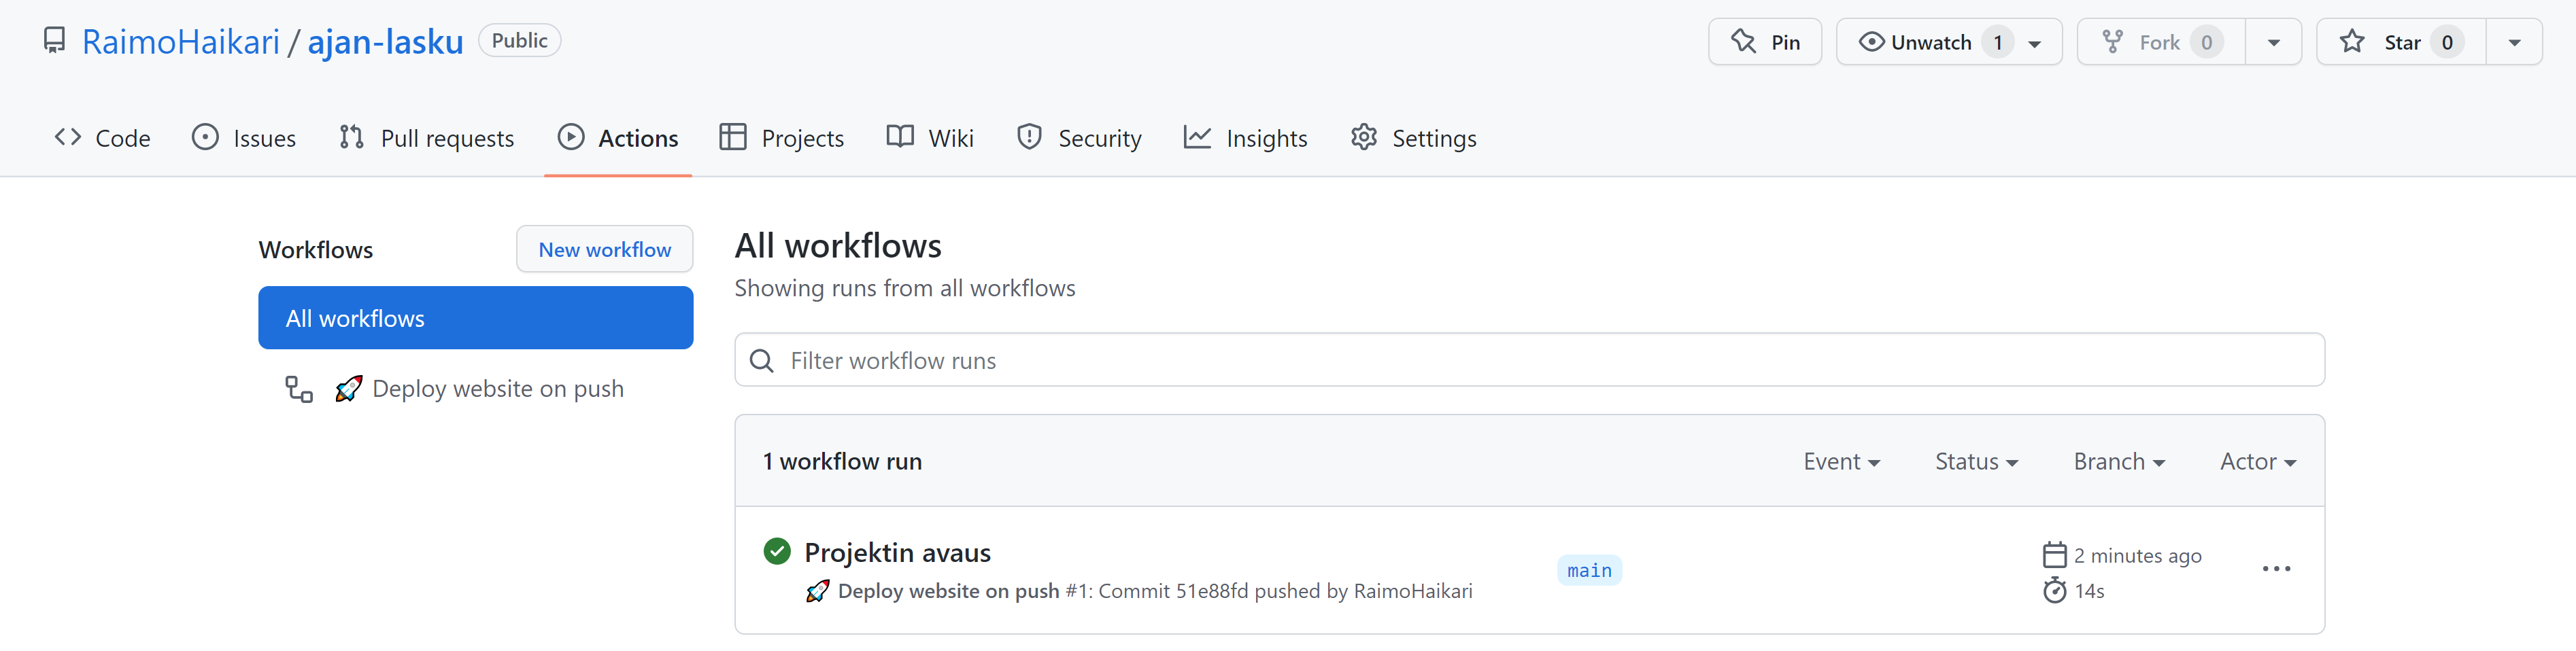 RaimoHaikari / ajan-lasku Public Pin Unwatch 1 Fork 0 Star 0
Code Issues Pull requests Actions Projects Wiki Security Insights Settings
Workflows New workflow
All workflows
Deploy website on push
All workflows
Showing runs from all workflows
Filter workflow runs
1 workflow run Event Status Branch Actor
Projektin avaus
Deploy website on push #1: Commit 51e88fd pushed by RaimoHaikari
main
2 minutes ago
14s